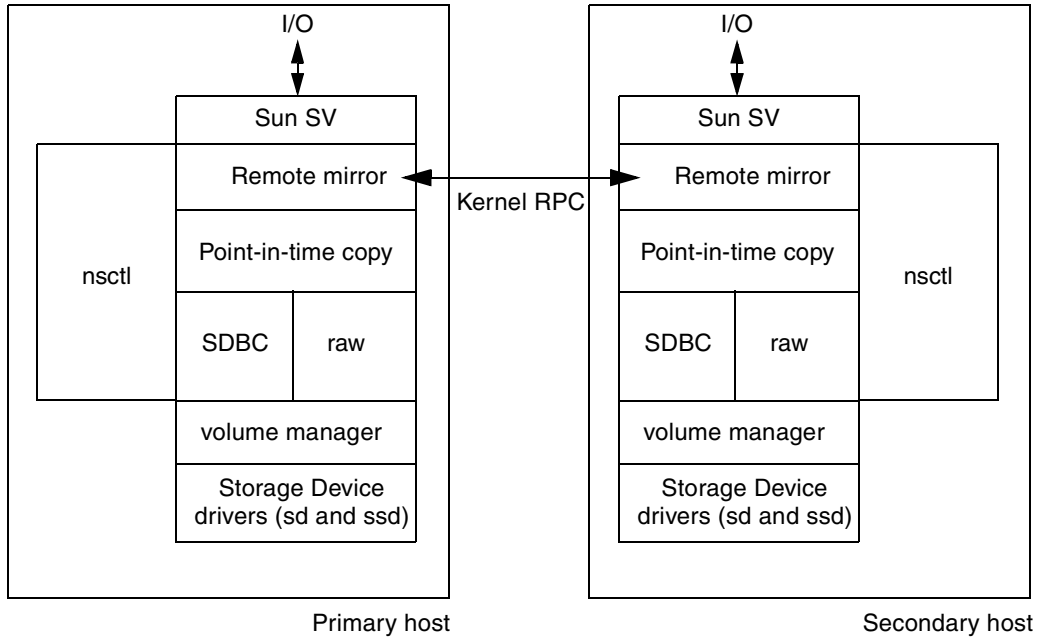 I/O
Sun SV
Remote mirror
Point-in-time copy
nsctl
SDBC
raw
volume manager
Storage Device
drivers (sd and ssd)
Primary host
Kernel RPC
I/O
Sun SV
Remote mirror
Point-in-time copy
nsctl
SDBC
raw
volume manager
Storage Device
drivers (sd and ssd)
Secondary host